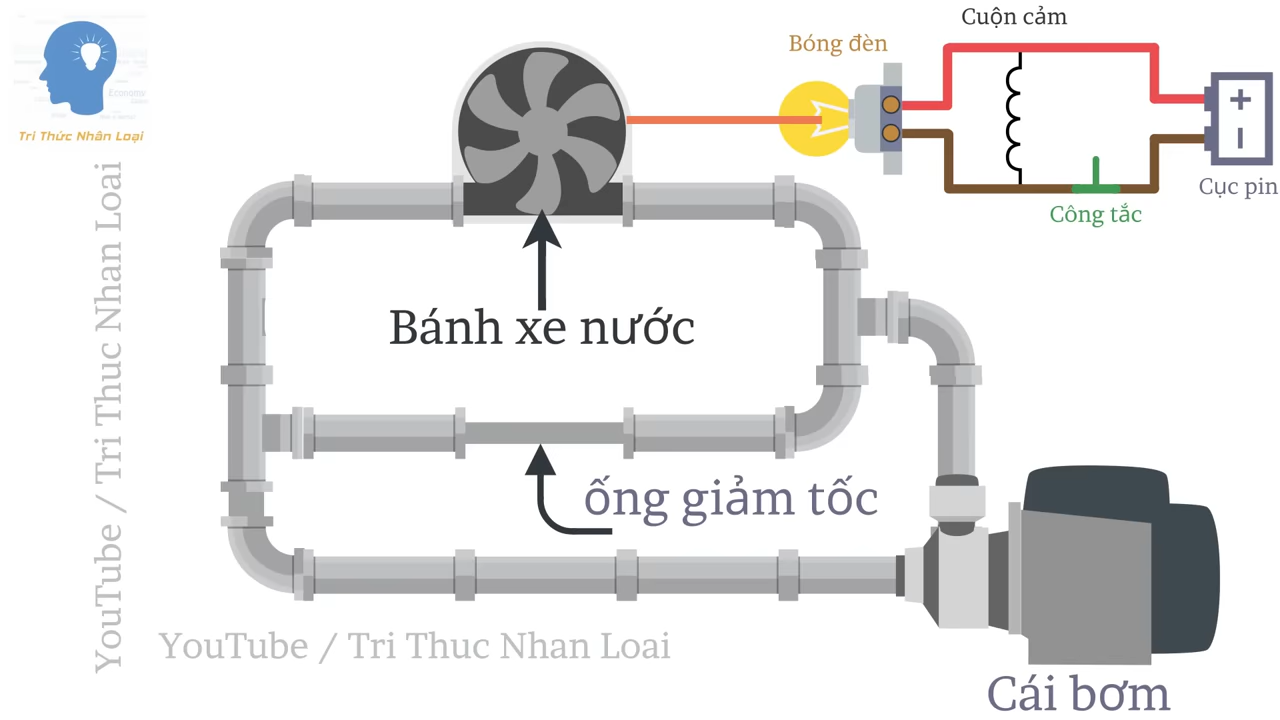 Cuộn cảm
Bóng đèn
+
Cục pin
Công tắc
Tri Thức Nhân Loại
Bánh xe nước
ống giảm tốc
YouTube / Tri Thuc Nhan Loai
YouTube / Tri Thuc Nhan Loai
Cái bơm
Economy